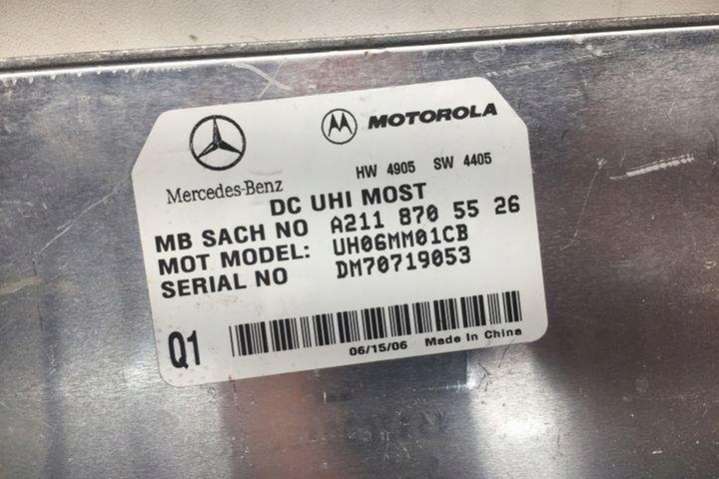 Mercedes-Benz
MOTOROLA
HW 4905 SW 4405
DC UHI MOST
MB SACH NO A211 870 55 26
MOT MODEL: UH06MM01CB
SERIAL NO DM70719053
Q1
06/15/06 Made In China